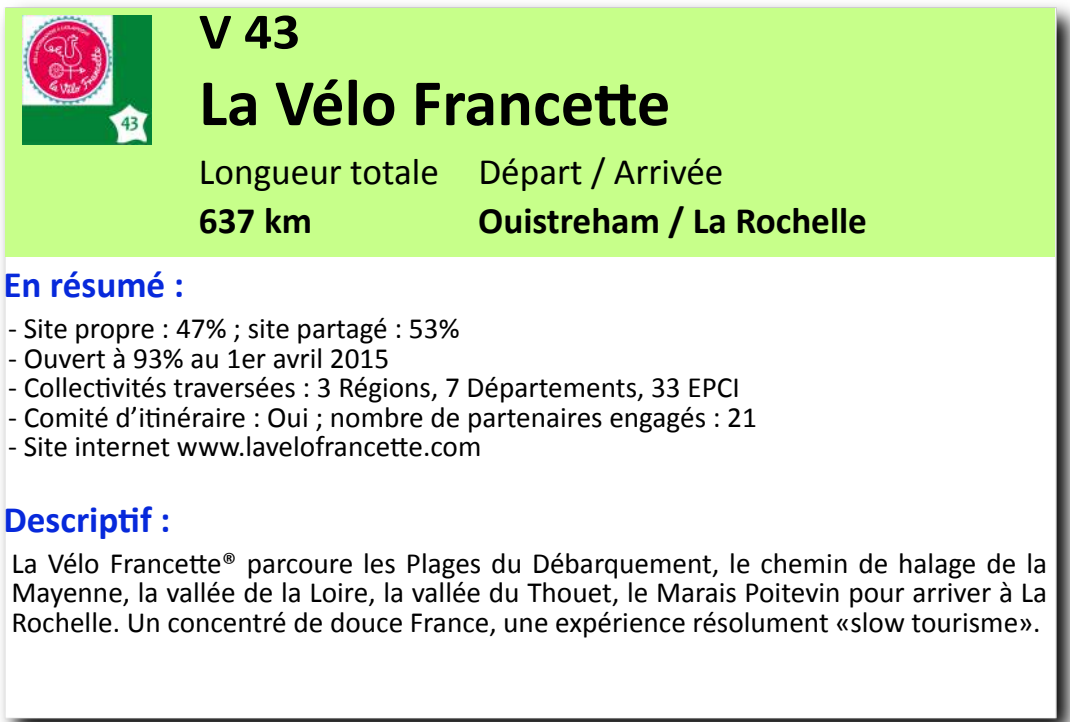 V 43
La Vélo Francette
Longueur totale Départ / Arrivée
637 km Ouistreham / La Rochelle
la Vélo Francette
43
En résumé :
- Site propre : 47% ; site partagé : 53%
- Ouvert à 93% au 1er avril 2015
- Collectivités traversées : 3 Régions, 7 Départements, 33 EPCI
- Comité d’itinéraire : Oui ; nombre de partenaires engagés : 21
- Site internet www.lavelofrancette.com
Descriptif :
La Vélo Francette® parcoure les Plages du Débarquement, le chemin de halage de la
Mayenne, la vallée de la Loire, la vallée du Thouet, le Marais Poitevin pour arriver à La
Rochelle. Un concentré de douce France, une expérience résolument «slow tourisme».